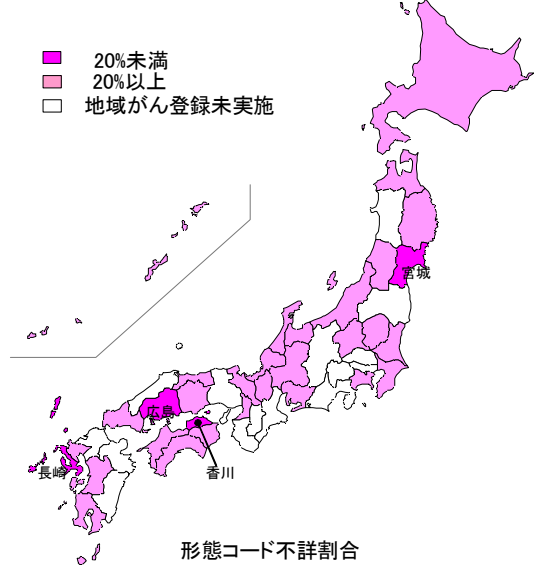 20%未満
20%以上
地域がん登録未実施
宮城
広島
長崎
香川
形態コード不詳割合